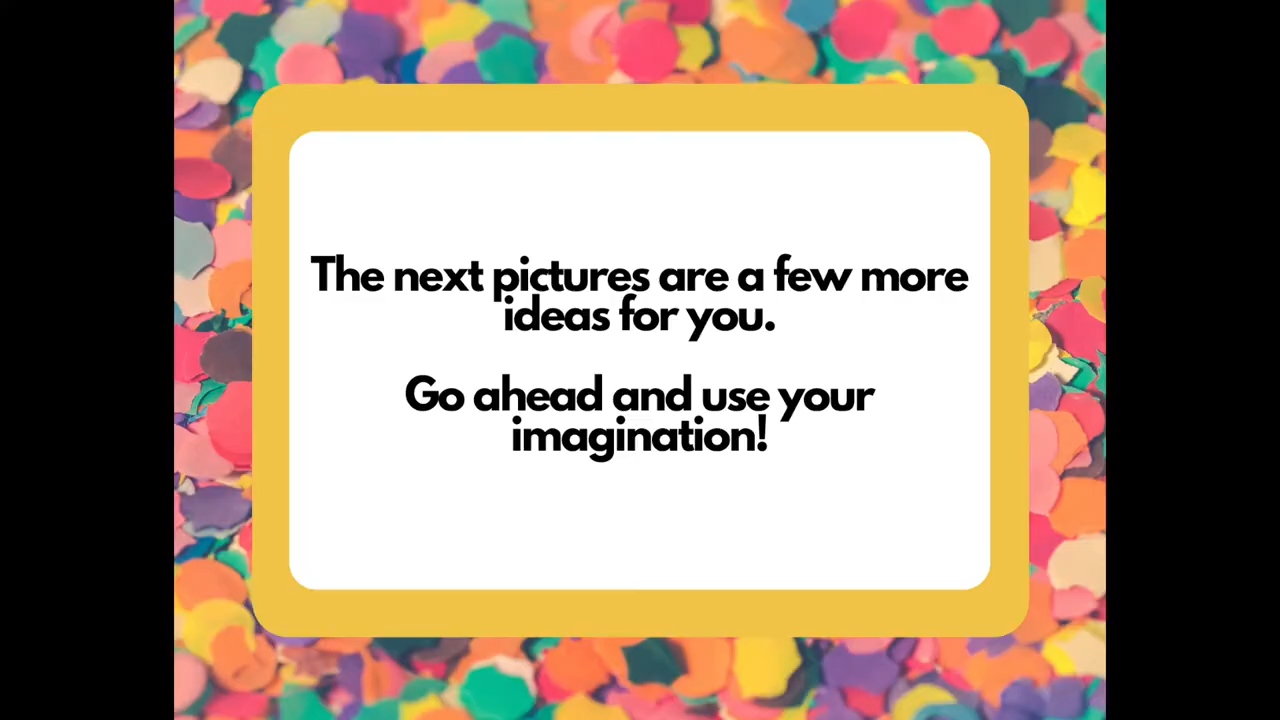 The next pictures are a few more
ideas for you.
Go ahead and use your
imagination!